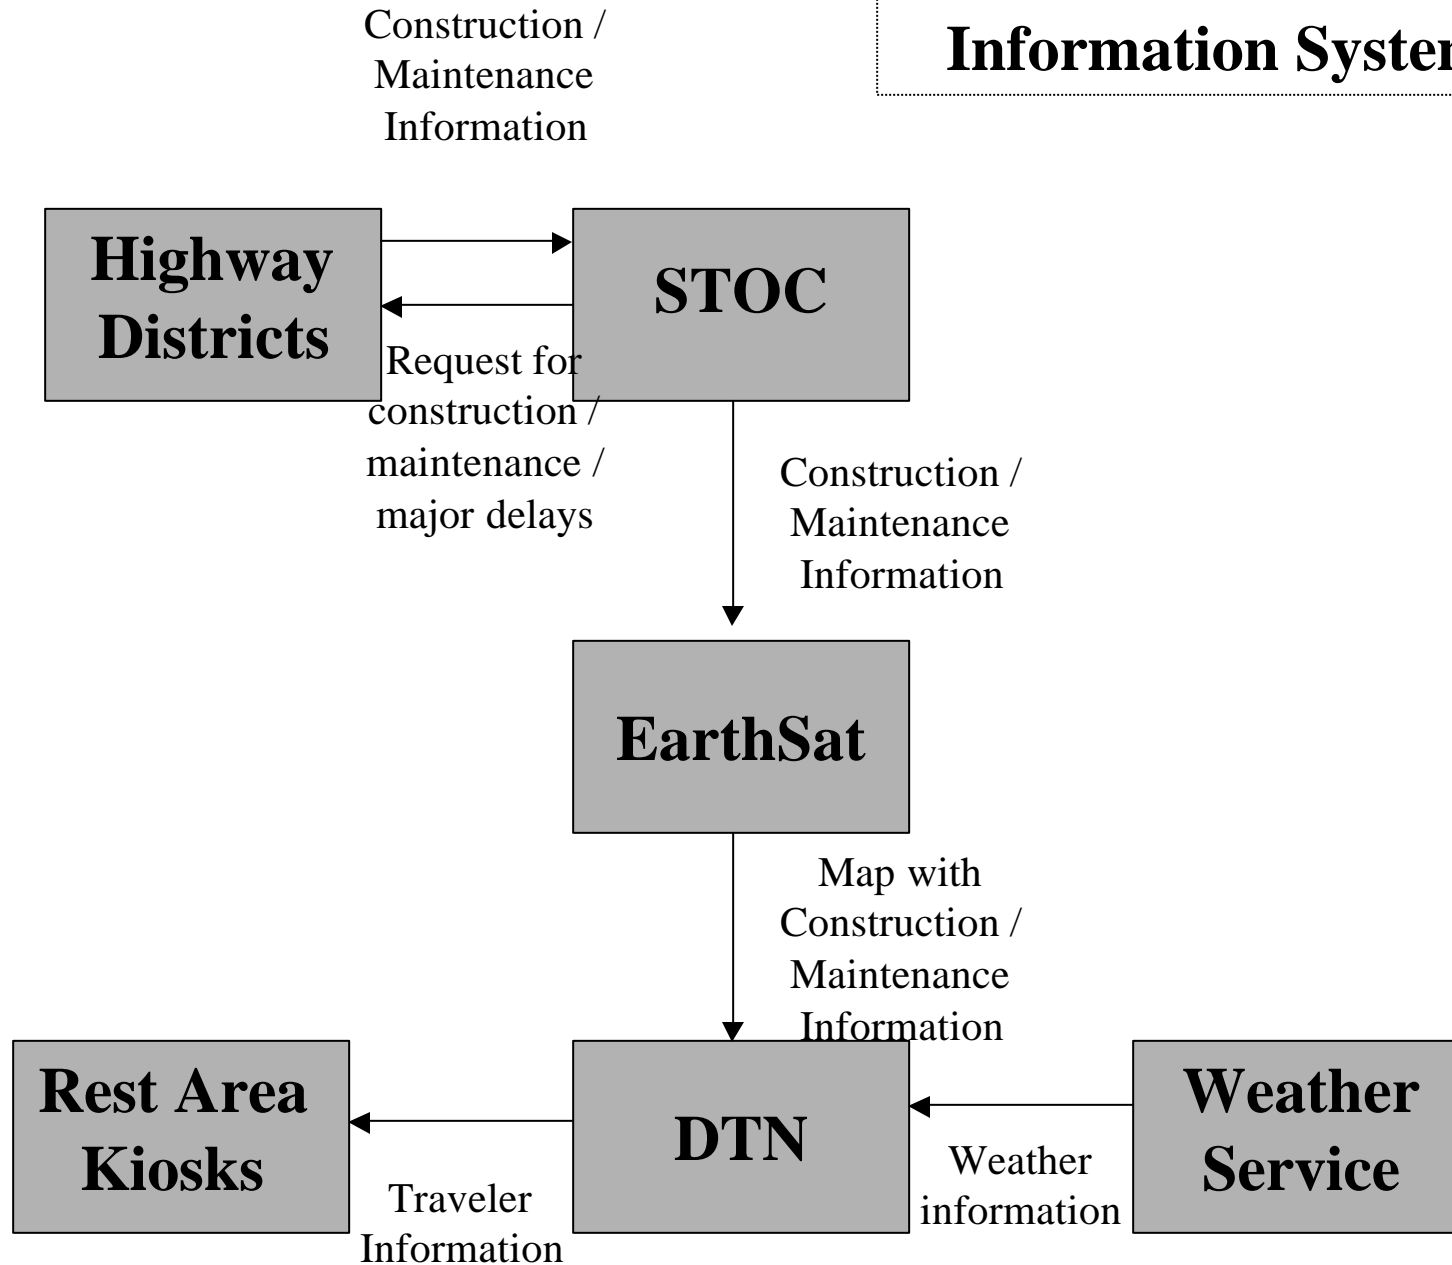 Construction /
Maintenance
Information
Information
Highway
Districts
STOC
Request for
construction /
maintenance /
major delays
Construction /
Maintenance
Information
EarthSat
Map with
Construction /
Maintenance
Information
Rest Area
Kiosks
Traveler
Information
DTN
Weather
information
Weather
Service